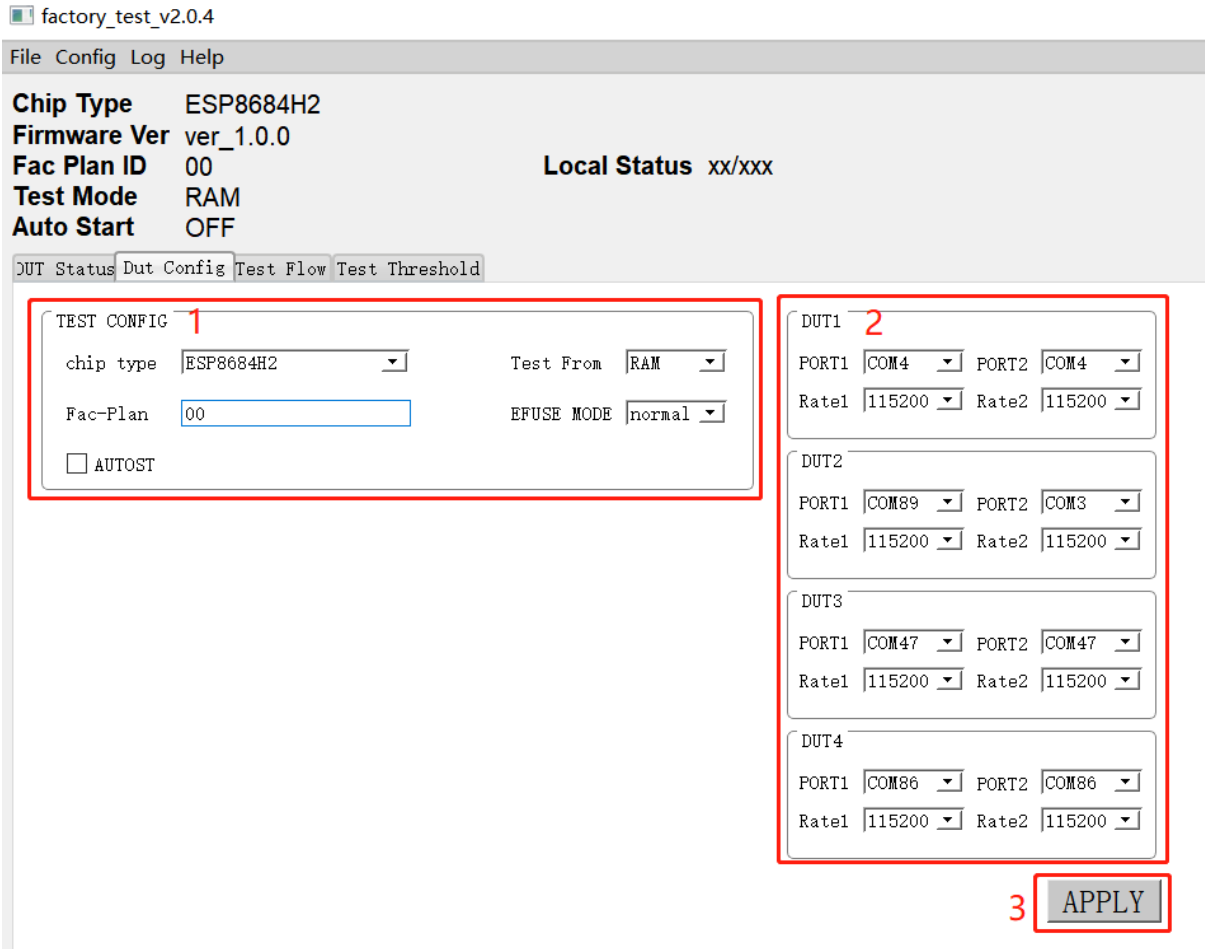 factory_test_v2.0.4
File Config Log Help
Chip Type ESP8684H2
Firmware Ver ver_1.0.0
Fac Plan ID 00 Local Status xx/xxx
Test Mode RAM
Auto Start OFF
DUT Status Dut Config Test Flow Test Threshold
TEST CONFIG 1
chip type ESP8684H2 Test From RAM
Fac-Plan 00 EFUSE MODE normal
AUTOST
DUT1 2
PORT1 COM4 PORT2 COM4
Rate1 115200 Rate2 115200
DUT2
PORT1 COM89 PORT2 COM3
Rate1 115200 Rate2 115200
DUT3
PORT1 COM47 PORT2 COM47
Rate1 115200 Rate2 115200
DUT4
PORT1 COM86 PORT2 COM86
Rate1 115200 Rate2 115200
3 APPLY